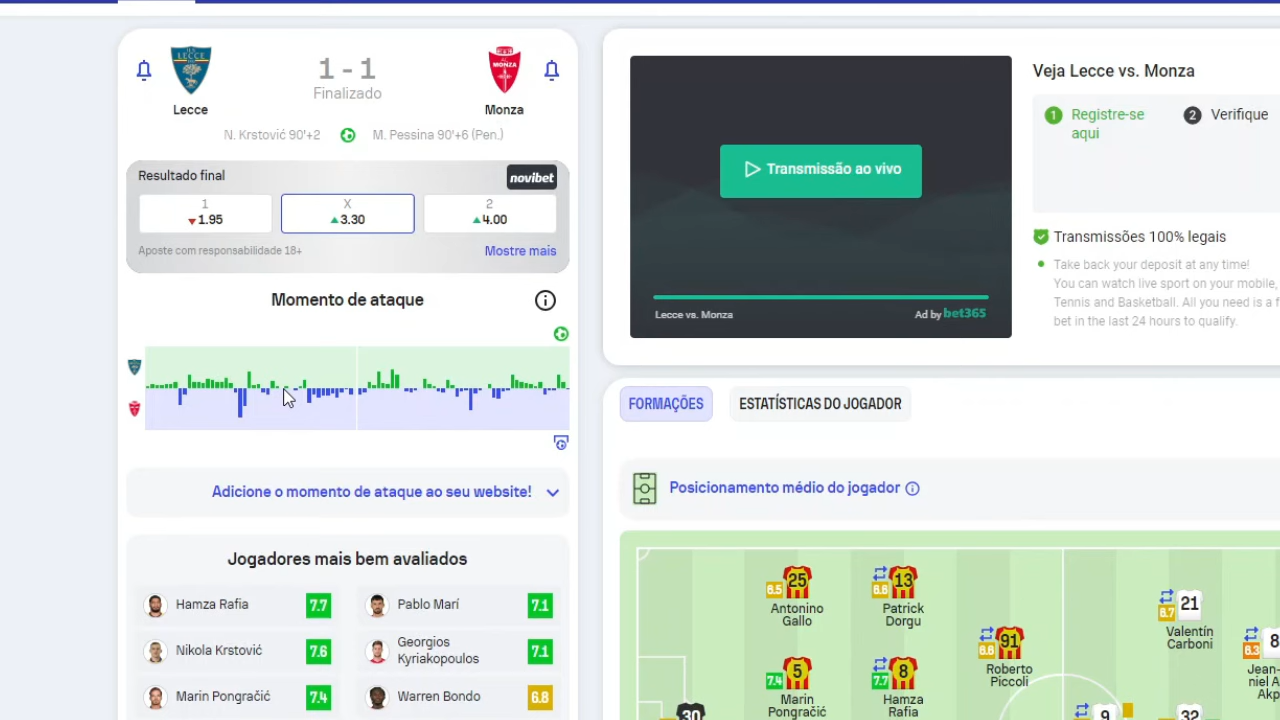 LECCE
MONZA
1 - 1
Finalizado
Lecce
Monza
N. Krstović 90'+2
M. Pessina 90'+6 (Pen.)
Resultado final
novibet
1
1.95
X
3.30
2
4.00
Aposte com responsabilidade 18+
Mostre mais
Momento de ataque
Adicione o momento de ataque ao seu website!
Jogadores mais bem avaliados
Hamza Rafia
7.7
Pablo Marí
7.1
Nikola Krstović
7.6
Georgios
Kyriakopoulos
7.1
Marin Pongračić
7.4
Warren Bondo
6.8
Transmissão ao vivo
Lecce vs. Monza
Ad by bet365
Veja Lecce vs. Monza
1
Registre-se
aqui
2
Verifique
Transmissões 100% legais
Take back your deposit at any time!
You can watch live sport on your mobile,
Tennis and Basketball. All you need is a f
bet in the last 24 hours to qualify.
FORMAÇÕES
ESTATÍSTICAS DO JOGADOR
Posicionamento médio do jogador
25
6.5
Antonino
Gallo
13
6.6
Patrick
Dorgu
91
6.6
Roberto
Piccoli
21
6.7
Valentín
Carboni
8
6.3
Jean-
niel A
Akp
5
7.4
Marin
Pongračić
8
7.7
Hamza
Rafia
30
9
32